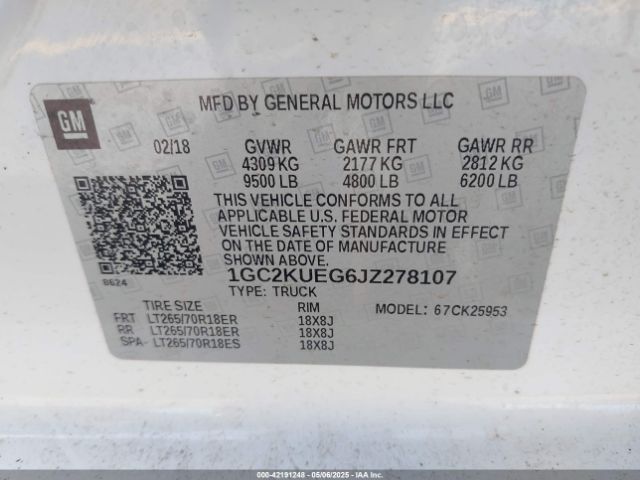 GM
MFD BY GENERAL MOTORS LLC
02/18 GVWR GAWR FRT GAWR RR
4309 KG 2177 KG 2812 KG
9500 LB 4800 LB 6200 LB
THIS VEHICLE CONFORMS TO ALL
APPLICABLE U.S. FEDERAL MOTOR
VEHICLE SAFETY STANDARDS IN EFFECT
ON THE DATE OF MANUFACTURE
SHOWN ABOVE.
8624
1GC2KUEG6JZ278107
TYPE: TRUCK
TIRE SIZE RIM MODEL: 67CK25953
FRT LT265/70R18ER 18X8J
RR LT265/70R18ER 18X8J
SPA- LT265/70R18ES 18X8J
000-42191248 - 05/06/2025 - IAAI.COM